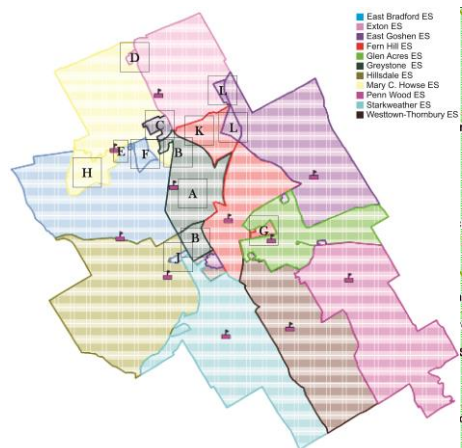 East Bradford ES
Exton ES
East Goshen ES
Fern Hill ES
Glen Acres ES
Greystone ES
Hillsdale ES
Mary C. Howse ES
Penn Wood ES
Starkweather ES
Westtown-Thornbury ES
D
L
C
K
L
E
F
B
H
A
B
G
J